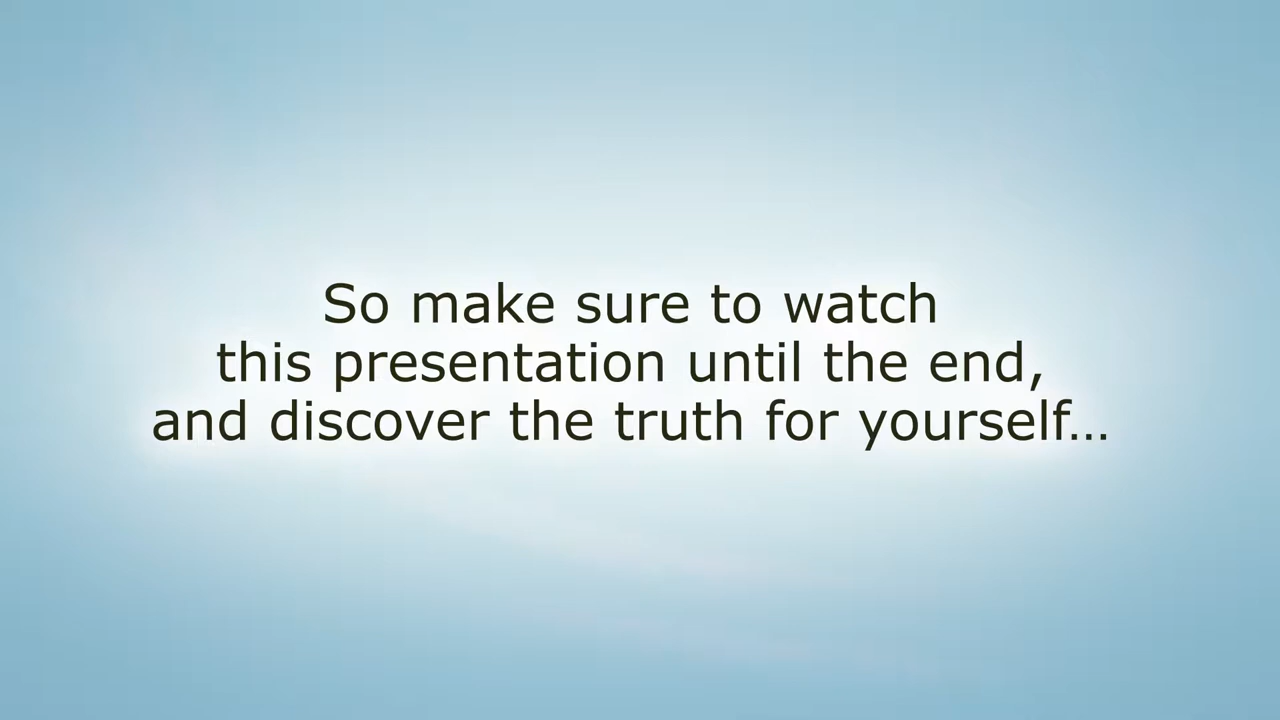 So make sure to watch
this presentation until the end,
and discover the truth for yourself…